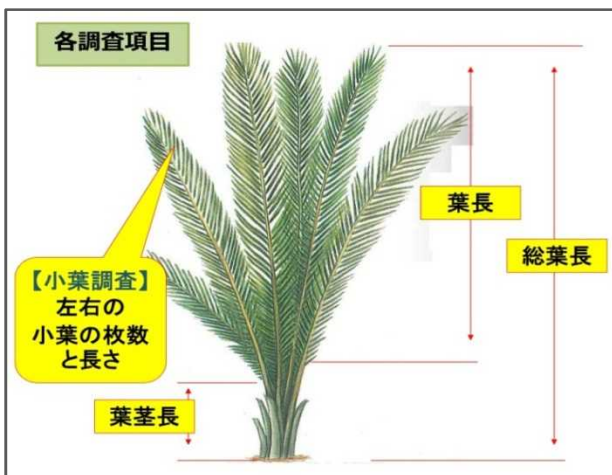 各調査項目
葉長
総葉長
【小葉調査】
左右の
小葉の枚数
と長さ
葉茎長